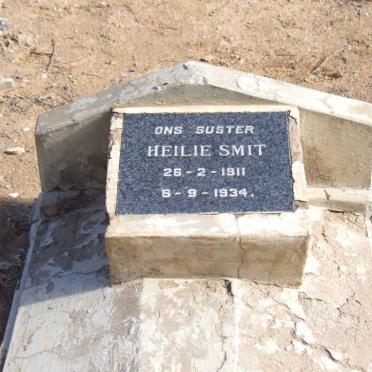 ONS SUSTER
HEILIE SMIT
26-2-1911
6-9-1934.